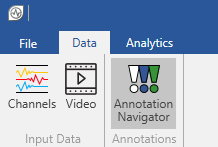 File Data Analytics
Channels Video Annotation
Navigator
Input Data Annotations